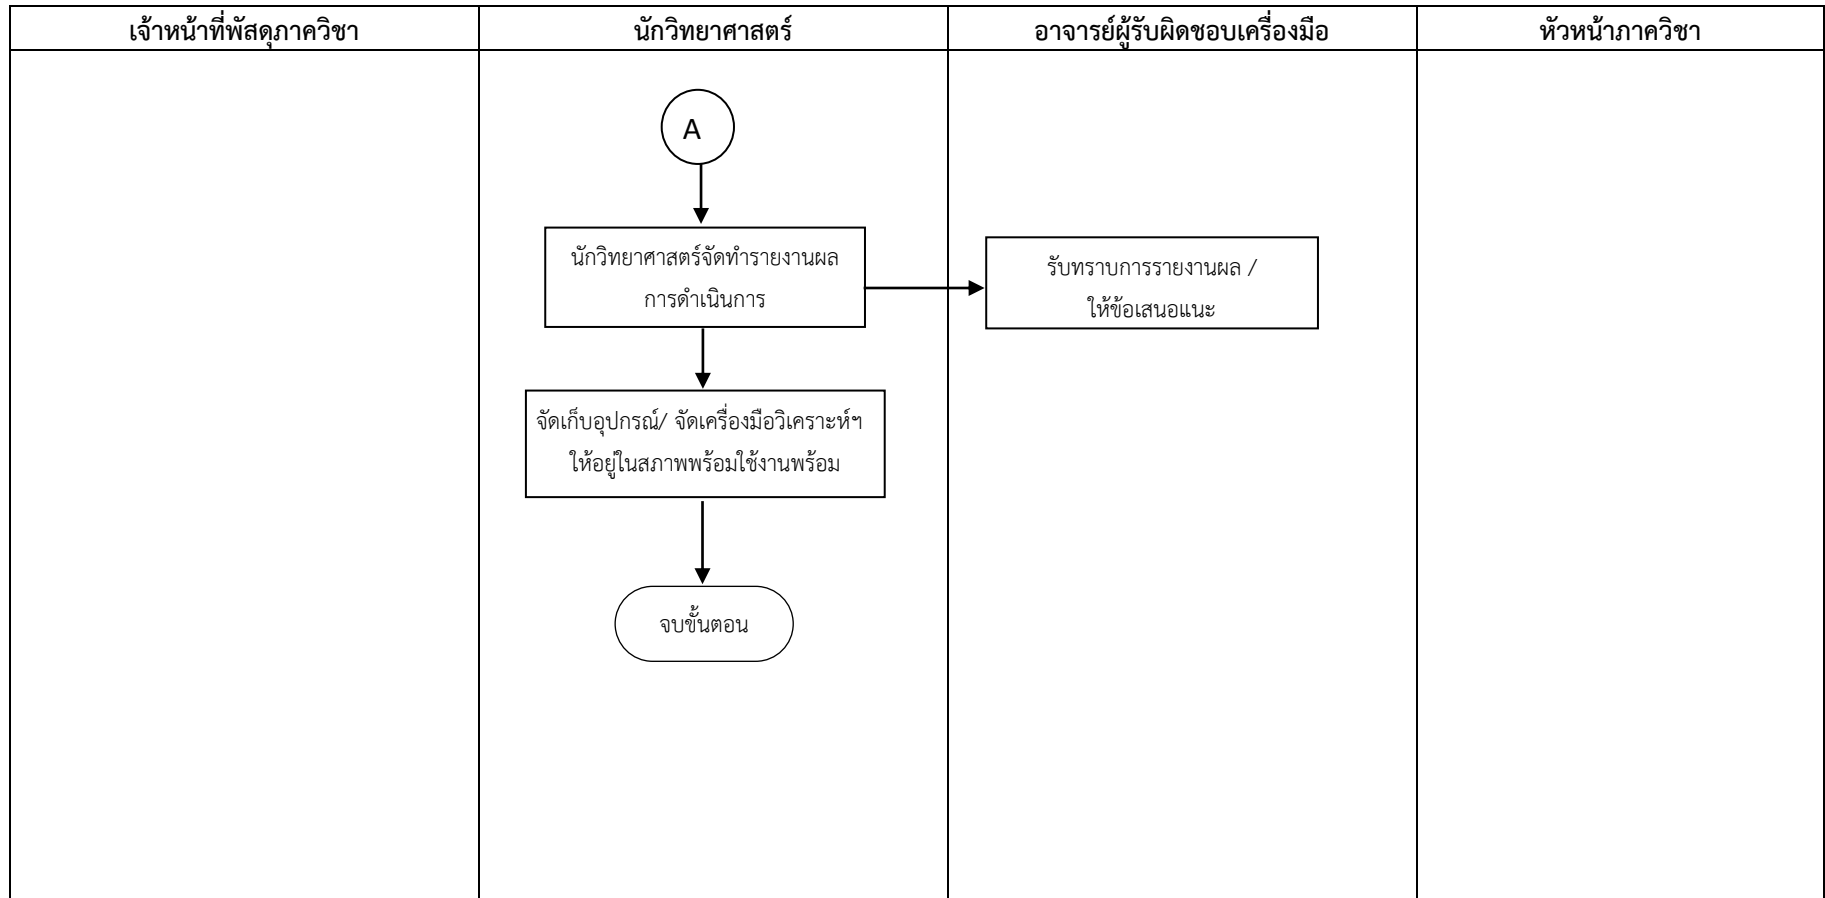 เจ้าหน้าที่พัสดุภาควิชา
นักวิทยาศาสตร์
อาจารย์ผู้รับผิดชอบเครื่องมือ
หัวหน้าภาควิชา
A
นักวิทยาศาสตร์จัดทำรายงานผล
การดำเนินการ
รับทราบการรายงานผล /
ให้ข้อเสนอแนะ
จัดเก็บอุปกรณ์/ จัดเครื่องมือวิเคราะห์ฯ
ให้อยู่ในสภาพพร้อมใช้งานพร้อม
จบขั้นตอน